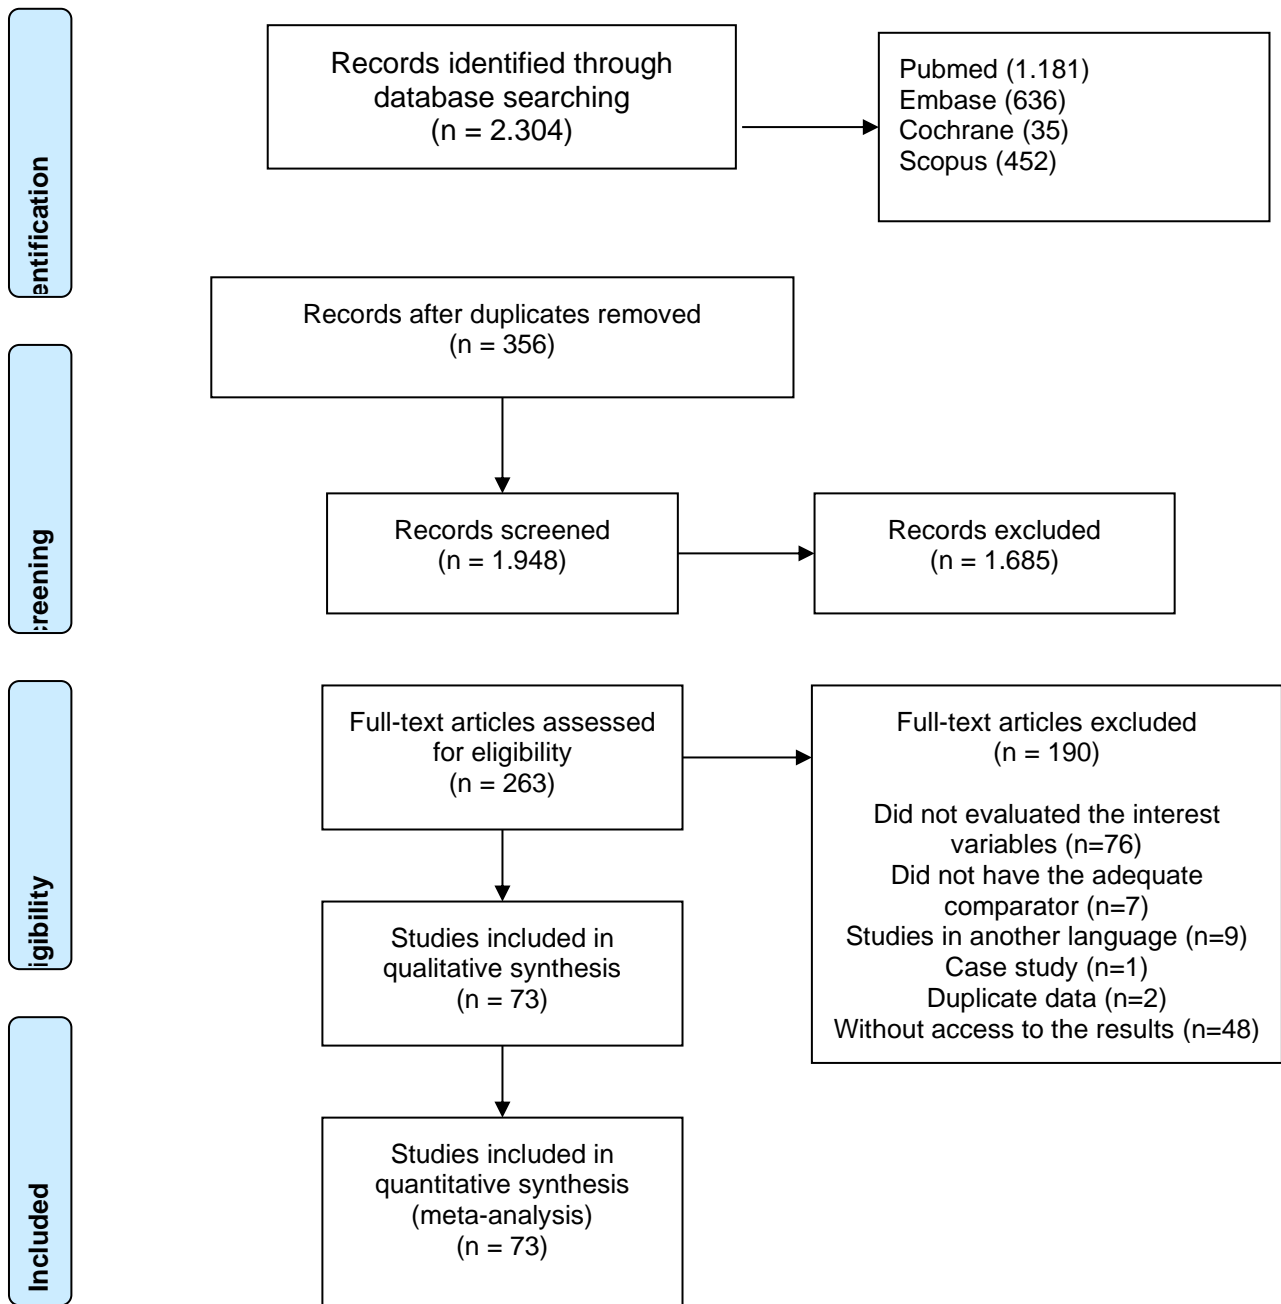 Records identified through
database searching
(n = 2.304)
Pubmed (1.181)
Embase (636)
Cochrane (35)
Scopus (452)
entification
Records after duplicates removed
(n = 356)
Records screened
(n = 1.948)
Records excluded
(n = 1.685)
reening
Full-text articles assessed
for eligibility
(n = 263)
Full-text articles excluded
(n = 190)
Did not evaluated the interest
variables (n=76)
Did not have the adequate
comparator (n=7)
Studies in another language (n=9)
Case study (n=1)
Duplicate data (n=2)
Without access to the results (n=48)
igibility
Studies included in
qualitative synthesis
(n = 73)
Studies included in
quantitative synthesis
(meta-analysis)
(n = 73)
Included